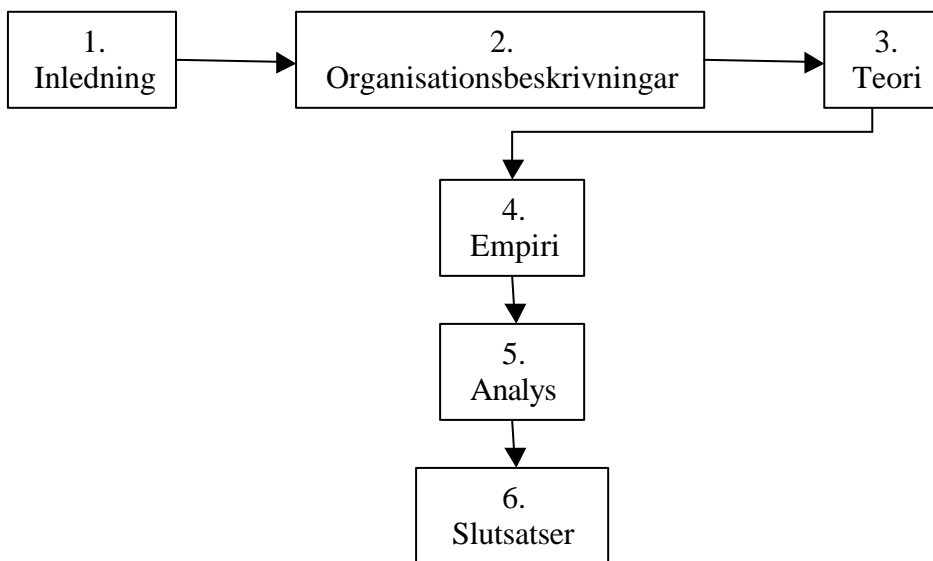 1.
Inledning
2.
Organisationsbeskrivningar
3.
Teori
4.
Empiri
5.
Analys
6.
Slutsatser